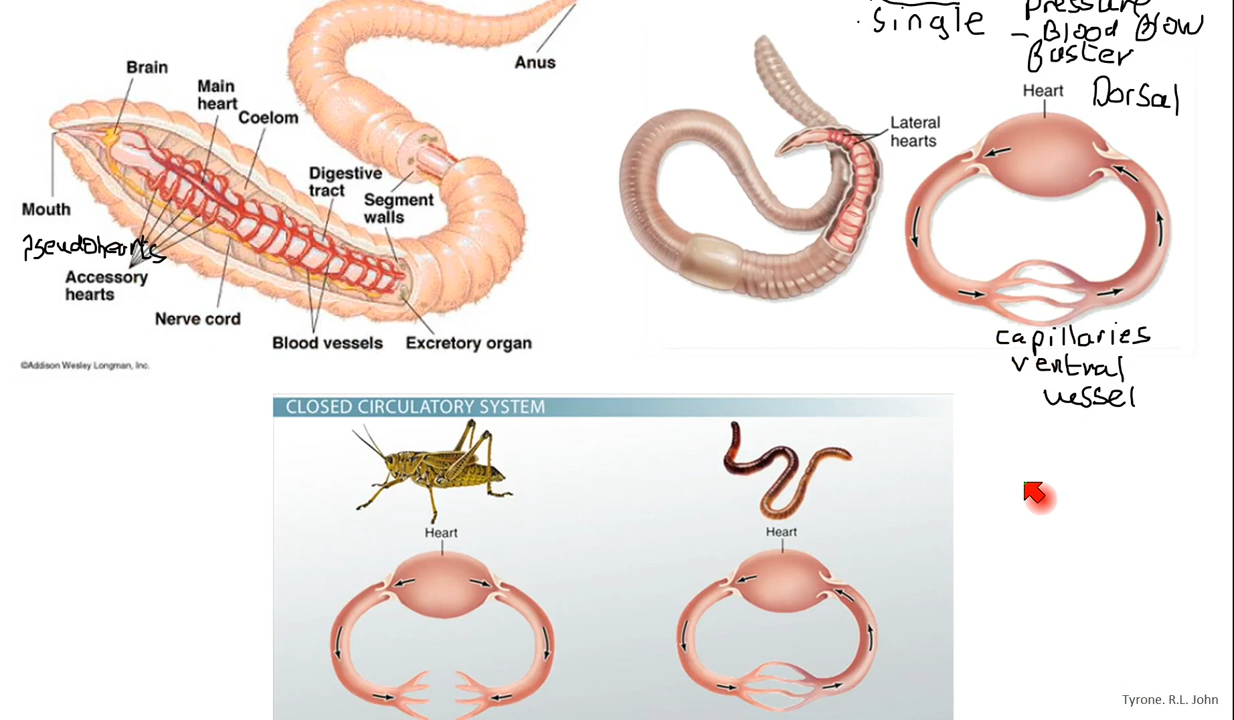 pressure
· Single
- Blood flow
faster
Anus
Brain
Main
heart
Coelom
Heart
Dorsal
Lateral
hearts
Digestive
tract
Segment
walls
Mouth
Pseudohearts
Accessory
hearts
Nerve cord
Blood vessels
Excretory organ
capillaries
ventral
vessel
©Addison Wesley Longman, Inc.
CLOSED CIRCULATORY SYSTEM
Heart
Heart
Tyrone. R.L. John